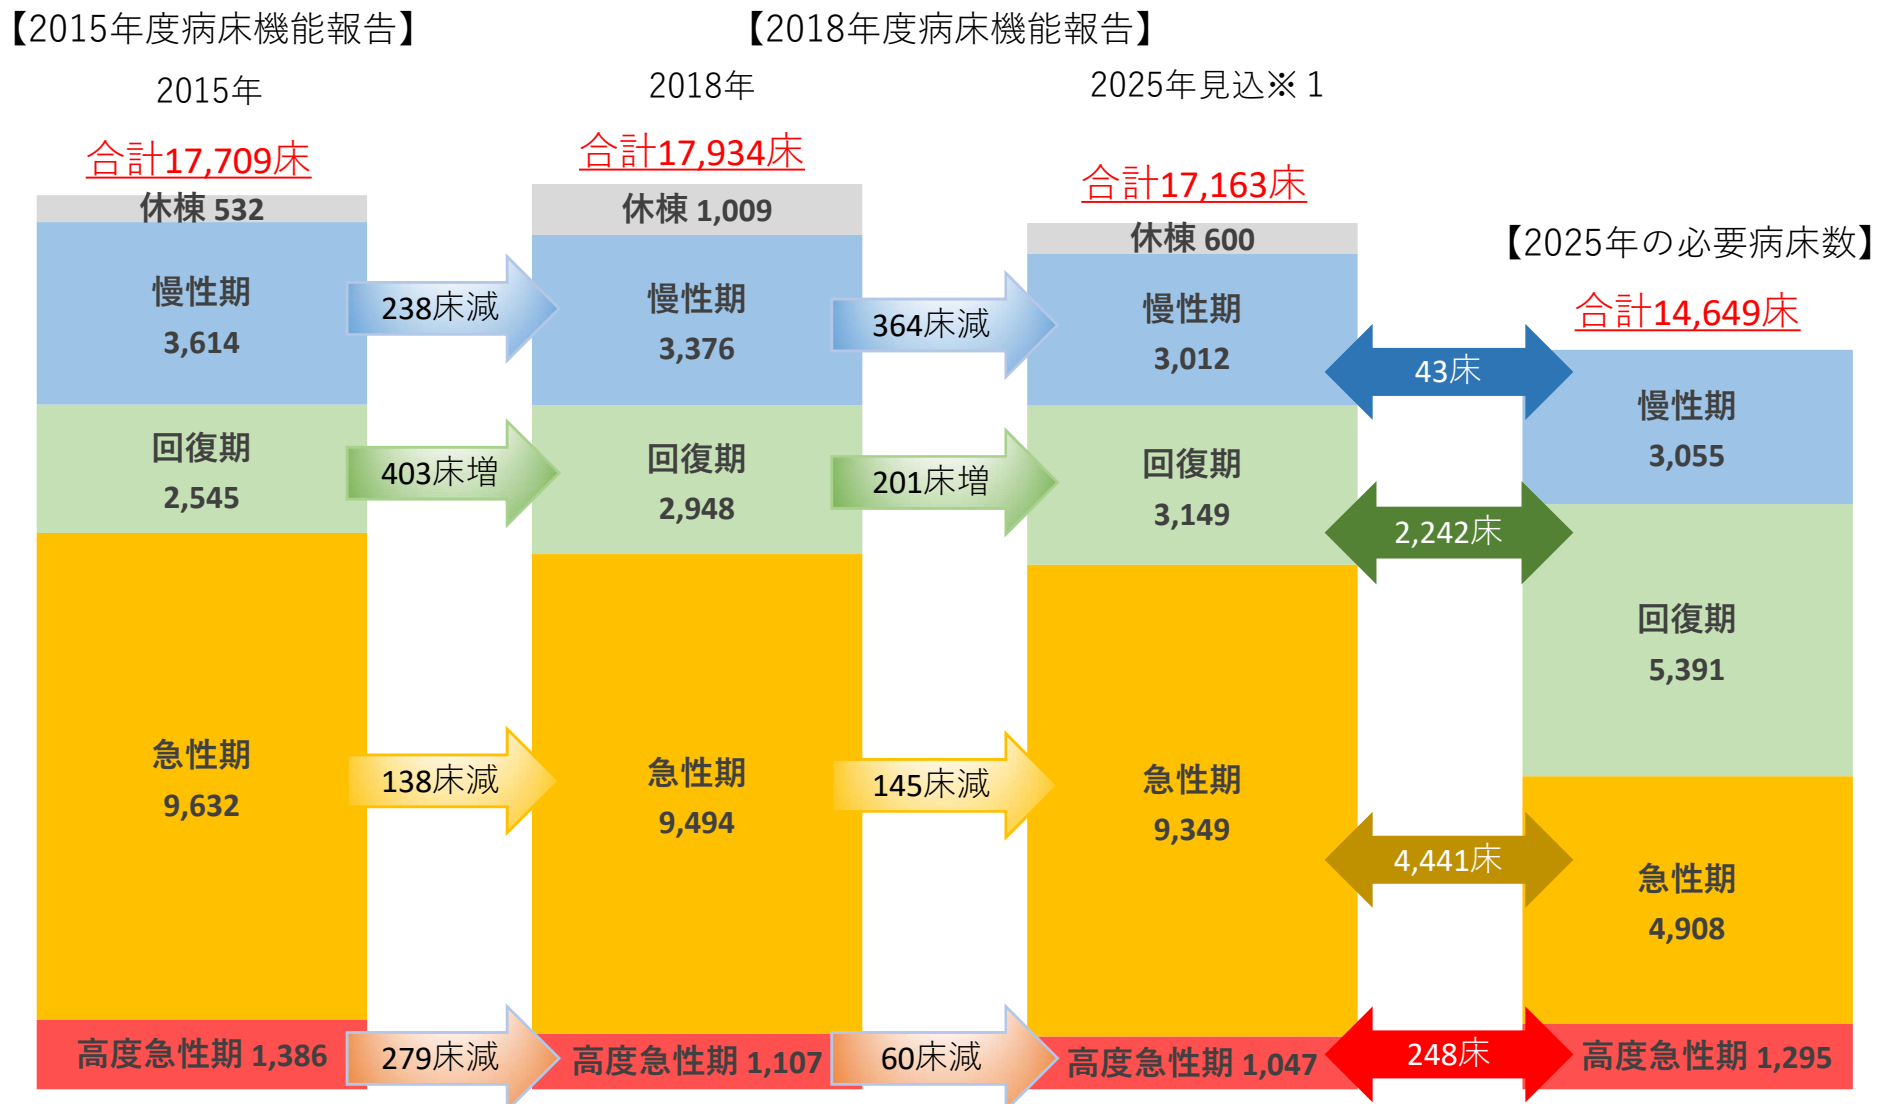 【2015年度病床機能報告】
【2018年度病床機能報告】
2015年
2018年
2025年見込※1
合計17,709床
合計17,934床
合計17,163床
【2025年の必要病床数】
合計14,649床
休棟 532
慢性期
3,614
回復期
2,545
急性期
9,632
高度急性期 1,386
238床減
403床増
138床減
279床減
休棟 1,009
慢性期
3,376
回復期
2,948
急性期
9,494
高度急性期 1,107
364床減
201床増
145床減
60床減
休棟 600
慢性期
3,012
回復期
3,149
急性期
9,349
高度急性期 1,047
43床
2,242床
4,441床
248床
慢性期
3,055
回復期
5,391
急性期
4,908
高度急性期 1,295